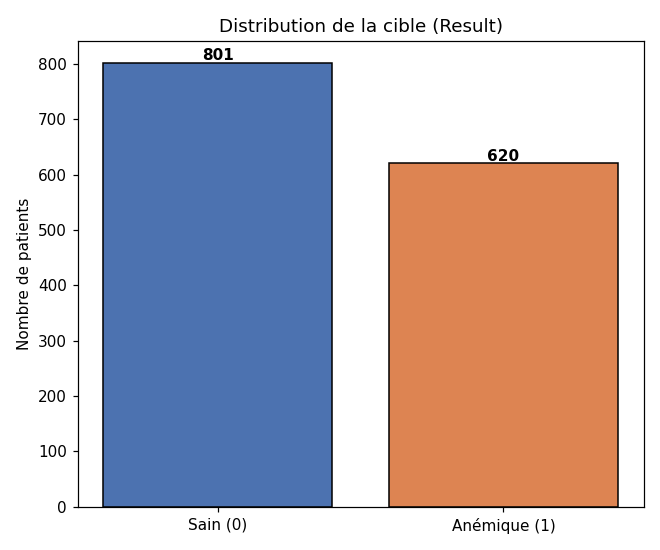 Distribution de la cible (Result)
801
620
Nombre de patients
800
700
600
500
400
300
200
100
0
Sain (0)
Anémique (1)